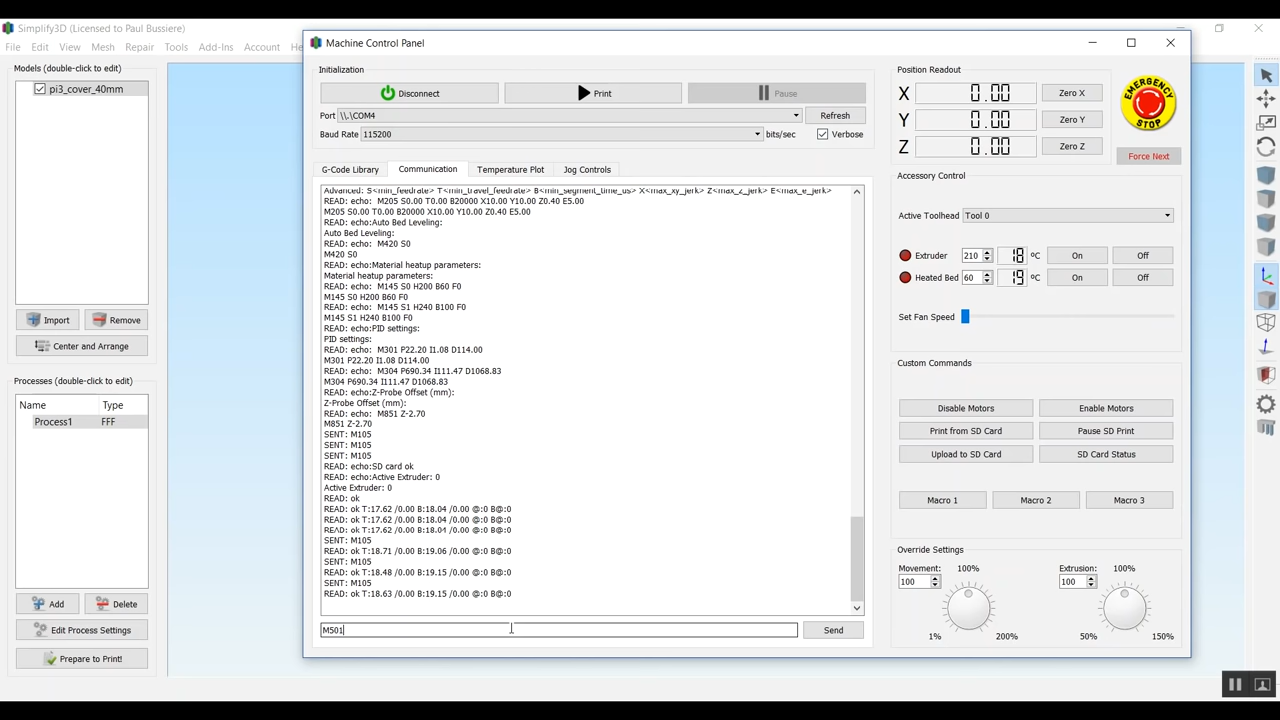 Simplify3D (Licensed to Paul Bussiere)
File Edit View Mesh Repair Tools Add-Ins Account He
Models (double-click to edit)
pi3_cover_40mm
Import Remove
Center and Arrange
Processes (double-click to edit)
Name Type
Process1 FFF
Add Delete
Edit Process Settings
Prepare to Print!
Machine Control Panel
Initialization
Disconnect Print Pause
Port \\.\COM4 Refresh
Baud Rate 115200 bits/sec Verbose
G-Code Library Communication Temperature Plot Jog Controls
Advanced: S<min_feedrate> T<min_travel_feedrate> B<min_segment_time_us> X<max_xy_jerk> Z<max_z_jerk> E<max_e_jerk>
READ: echo:  M205 S0.00 T0.00 B20000 X10.00 Y10.00 Z0.40 E5.00
M205 S0.00 T0.00 B20000 X10.00 Y10.00 Z0.40 E5.00
READ: echo:Auto Bed Leveling:
Auto Bed Leveling:
READ: echo:  M420 S0
M420 S0
READ: echo:Material heatup parameters:
Material heatup parameters:
READ: echo:  M145 S0 H200 B60 F0
M145 S0 H200 B60 F0
READ: echo:  M145 S1 H240 B100 F0
M145 S1 H240 B100 F0
READ: echo:PID settings:
PID settings:
READ: echo:  M301 P22.20 I1.08 D114.00
M301 P22.20 I1.08 D114.00
READ: echo:  M304 P690.34 I111.47 D1068.83
M304 P690.34 I111.47 D1068.83
READ: echo:Z-Probe Offset (mm):
Z-Probe Offset (mm):
READ: echo:  M851 Z-2.70
M851 Z-2.70
SENT: M105
SENT: M105
SENT: M105
READ: echo:SD card ok
READ: echo:Active Extruder: 0
Active Extruder: 0
READ: ok
READ: ok T:17.62 /0.00 B:18.04 /0.00 @:0 B@:0
READ: ok T:17.62 /0.00 B:18.04 /0.00 @:0 B@:0
READ: ok T:17.62 /0.00 B:18.04 /0.00 @:0 B@:0
SENT: M105
READ: ok T:18.71 /0.00 B:19.06 /0.00 @:0 B@:0
SENT: M105
READ: ok T:18.48 /0.00 B:19.15 /0.00 @:0 B@:0
SENT: M105
READ: ok T:18.63 /0.00 B:19.15 /0.00 @:0 B@:0
M501 Send
Position Readout
X 0.00 Zero X
Y 0.00 Zero Y
Z 0.00 Zero Z
EMERGENCY STOP
Force Next
Accessory Control
Active Toolhead Tool 0
Extruder 210 18 ºC On Off
Heated Bed 60 19 ºC On Off
Set Fan Speed
Custom Commands
Disable Motors Enable Motors
Print from SD Card Pause SD Print
Upload to SD Card SD Card Status
Macro 1 Macro 2 Macro 3
Override Settings
Movement: 100% Extrusion: 100%
100 100
1% 200% 50% 150%